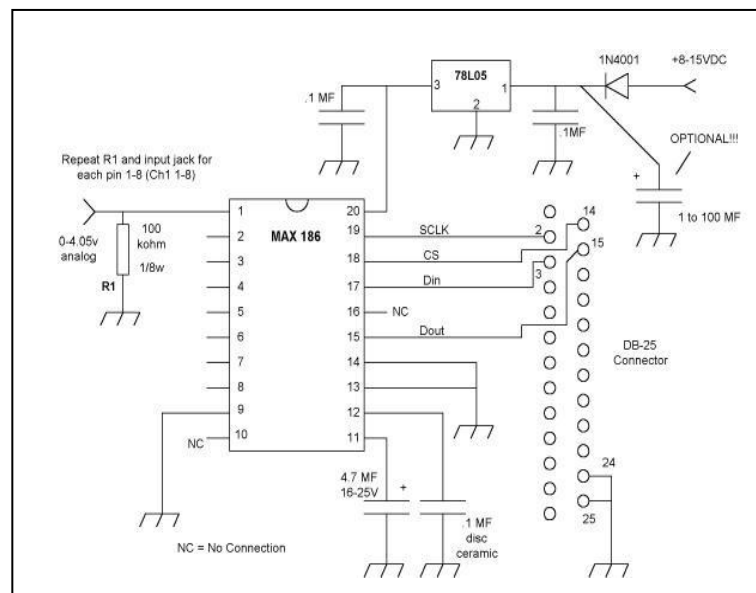 1N4001
+8-15VDC
78L05
3
1
2
.1 MF
.1MF
OPTIONAL!!!
+
1 to 100 MF
Repeat R1 and input jack for
each pin 1-8 (Ch1 1-8)
0-4.05v
analog
100
kohm
1/8w
R1
MAX 186
1
2
3
4
5
6
7
8
9
10
NC
20
19
18
17
16
15
14
13
12
11
SCLK
CS
Din
NC
Dout
2
3
14
15
DB-25
Connector
24
25
4.7 MF
16-25V
+
.1 MF
disc
ceramic
NC = No Connection